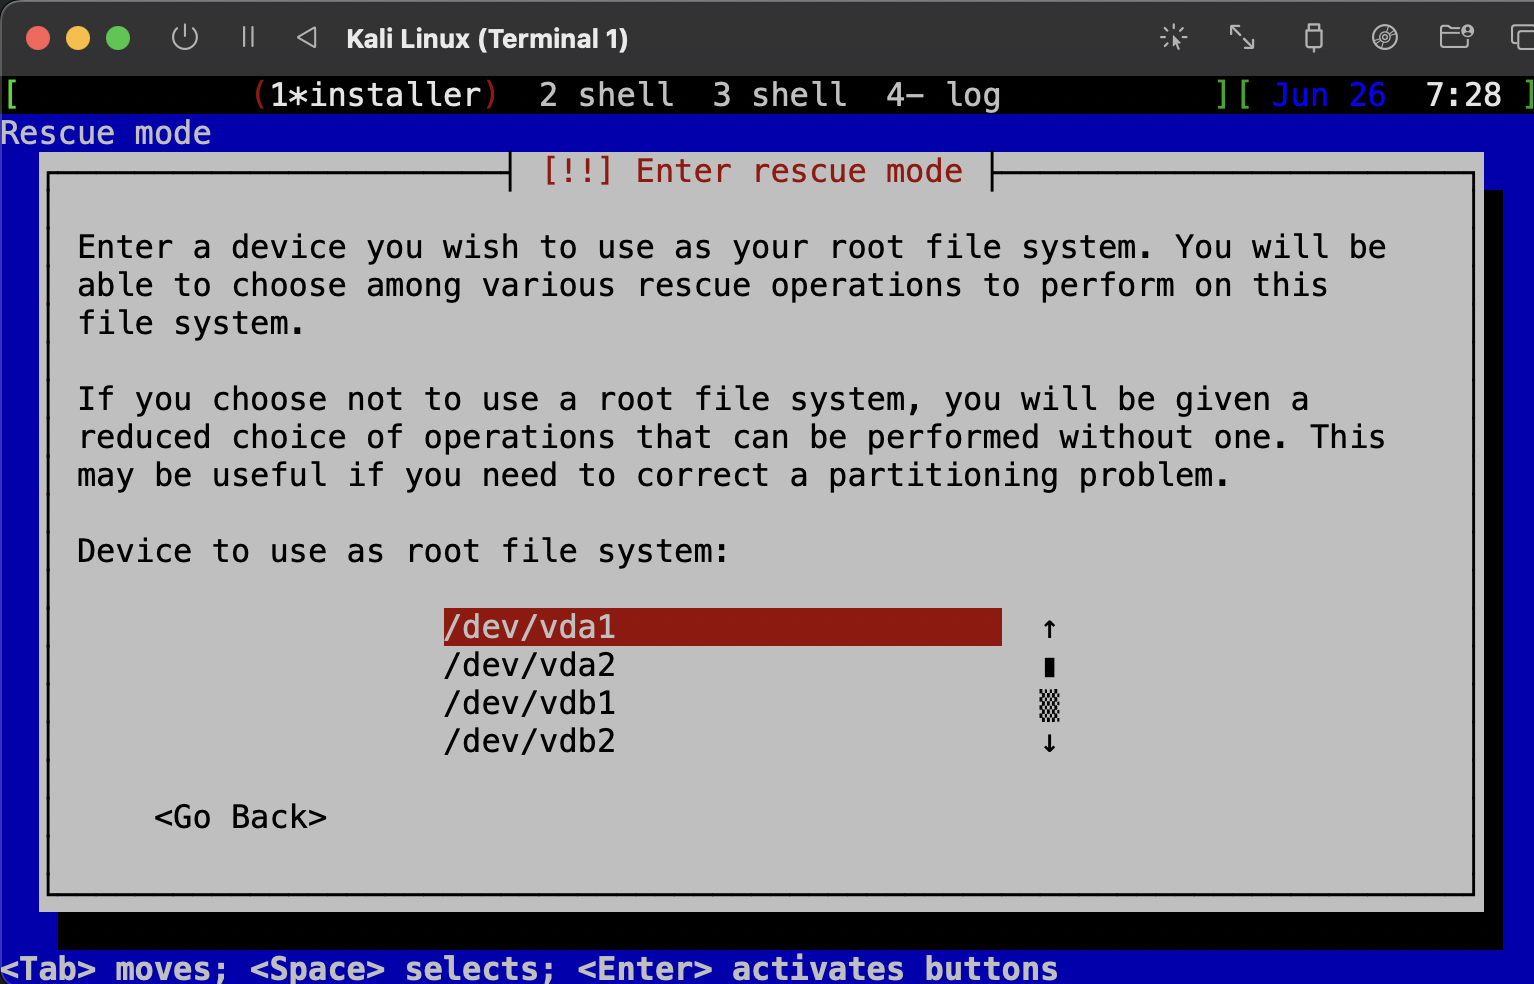 Kali Linux (Terminal 1)
[ (1*installer) 2 shell 3 shell 4- log ][ Jun 26 7:28 ]
Rescue mode
[!!] Enter rescue mode
Enter a device you wish to use as your root file system. You will be
able to choose among various rescue operations to perform on this
file system.
If you choose not to use a root file system, you will be given a
reduced choice of operations that can be performed without one. This
may be useful if you need to correct a partitioning problem.
Device to use as root file system:
/dev/vda1
/dev/vda2
/dev/vdb1
/dev/vdb2
<Go Back>
<Tab> moves; <Space> selects; <Enter> activates buttons